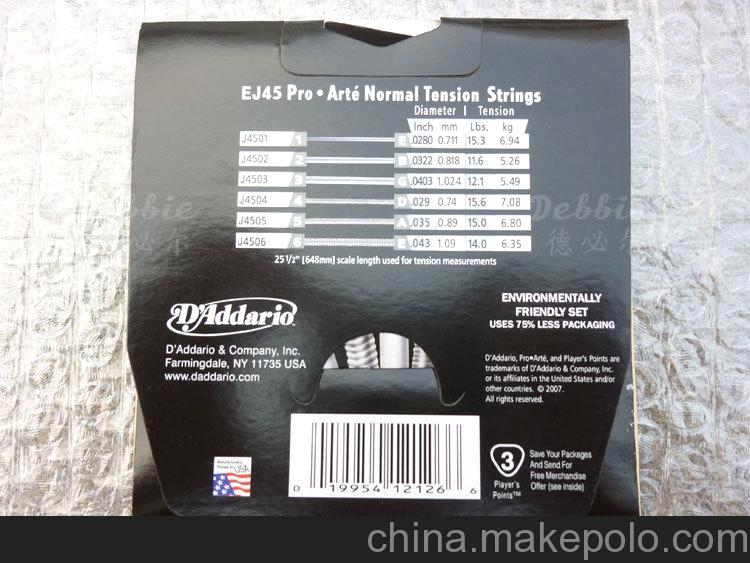 EJ45 Pro • Arté Normal Tension Strings
Diameter | Tension
Inch mm Lbs. kg
J4501 1 E .0280 0.711 15.3 6.94
J4502 2 B .0322 0.818 11.6 5.26
J4503 3 G .0403 1.024 12.1 5.49
J4504 4 D .029 0.74 15.6 7.08
J4505 5 A .035 0.89 15.0 6.80
J4506 6 E .043 1.09 14.0 6.35
25 1/2" (648mm) scale length used for tension measurements
Debbie
德必尔
Debbie
德必尔
D'Addario
D'Addario & Company, Inc.
Farmingdale, NY 11735 USA
www.daddario.com
ENVIRONMENTALLY
FRIENDLY SET
USES 75% LESS PACKAGING
D'Addario, Pro•Arté, and Player's Points are
trademarks of D'Addario & Company, Inc.
or its affiliates in the United States and/or
other countries. © 2007.
All rights reserved.
USA
0 19954 12126 6
3
Player's
Points™
Save Your Packages
And Send For
Free Merchandise
Offer (see inside)
china.makepolo.com